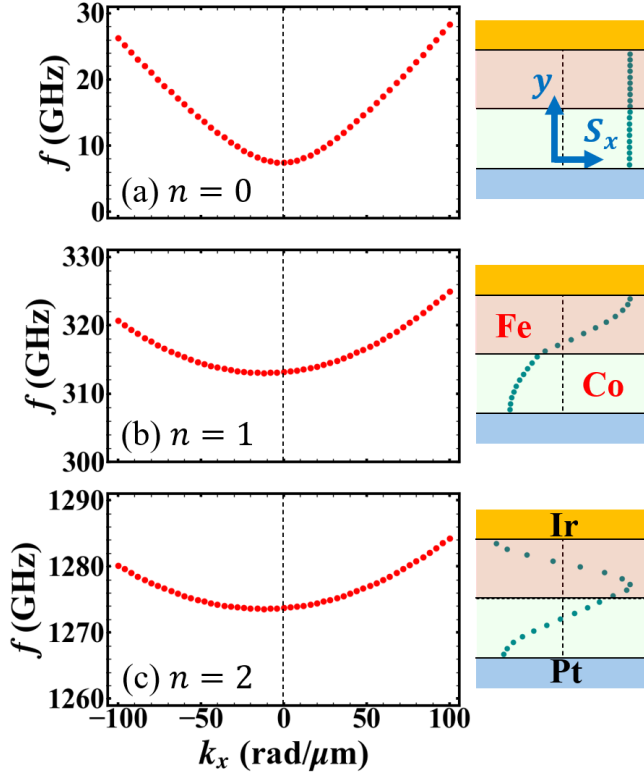 f (GHz)
30
20
10
0
(a) n = 0
y
S_x
f (GHz)
330
320
310
300
(b) n = 1
Fe
Co
f (GHz)
1290
1280
1270
1260
(c) n = 2
Ir
Pt
−100 −50 0 50 100
k_x (rad/μm)